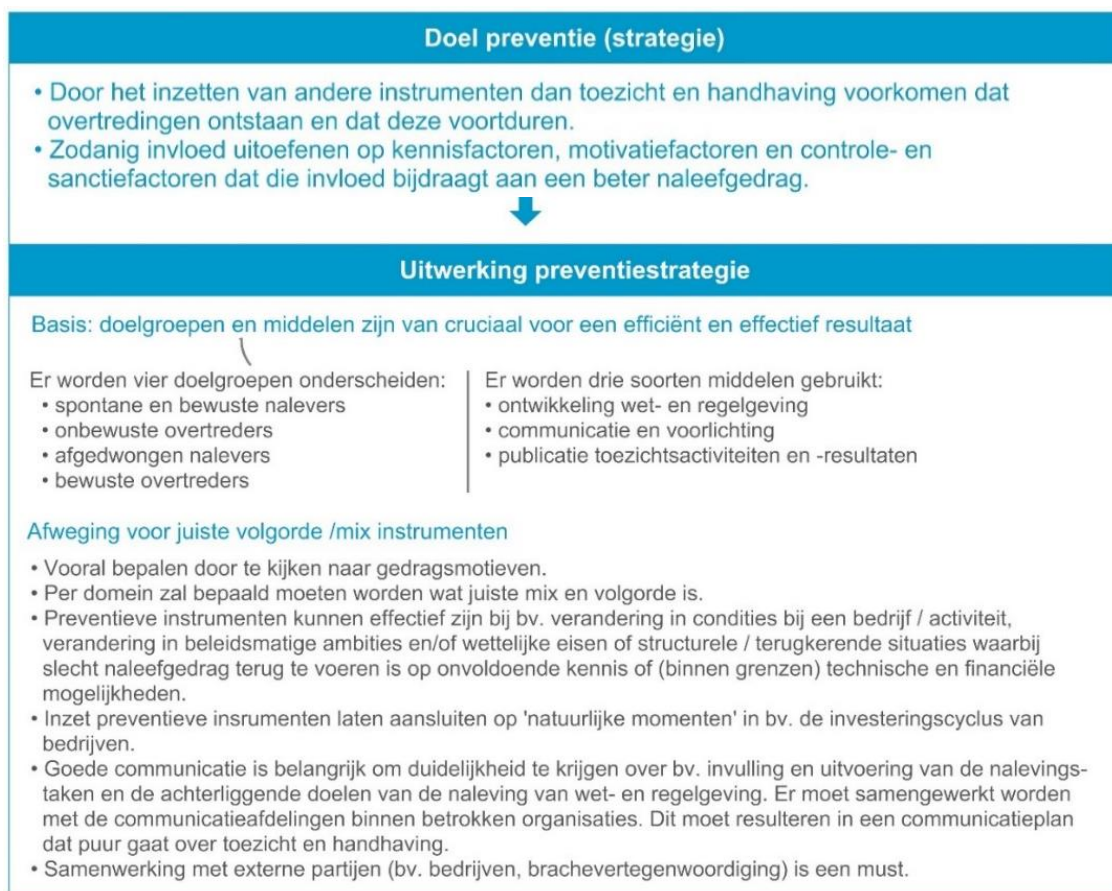 Doel preventie (strategie)
• Door het inzetten van andere instrumenten dan toezicht en handhaving voorkomen dat
overtredingen ontstaan en dat deze voortduren.
• Zodanig invloed uitoefenen op kennisfactoren, motivatiefactoren en controle- en
sanctiefactoren dat die invloed bijdraagt aan een beter naleefgedrag.
Uitwerking preventiestrategie
Basis: doelgroepen en middelen zijn van cruciaal voor een efficiënt en effectief resultaat
Er worden vier doelgroepen onderscheiden:
• spontane en bewuste nalevers
• onbewuste overtreders
• afgedwongen nalevers
• bewuste overtreders
Er worden drie soorten middelen gebruikt:
• ontwikkeling wet- en regelgeving
• communicatie en voorlichting
• publicatie toezichtsactiviteiten en -resultaten
Afweging voor juiste volgorde /mix instrumenten
• Vooral bepalen door te kijken naar gedragsmotieven.
• Per domein zal bepaald moeten worden wat juiste mix en volgorde is.
• Preventieve instrumenten kunnen effectief zijn bij bv. verandering in condities bij een bedrijf / activiteit,
verandering in beleidsmatige ambities en/of wettelijke eisen of structurele / terugkerende situaties waarbij
slecht naleefgedrag terug te voeren is op onvoldoende kennis of (binnen grenzen) technische en financiële
mogelijkheden.
• Inzet preventieve insrumenten laten aansluiten op 'natuurlijke momenten' in bv. de investeringscyclus van
bedrijven.
• Goede communicatie is belangrijk om duidelijkheid te krijgen over bv. invulling en uitvoering van de nalevings-
taken en de achterliggende doelen van de naleving van wet- en regelgeving. Er moet samengewerkt worden
met de communicatieafdelingen binnen betrokken organisaties. Dit moet resulteren in een communicatieplan
dat puur gaat over toezicht en handhaving.
• Samenwerking met externe partijen (bv. bedrijven, brachevertegenwoordiging) is een must.